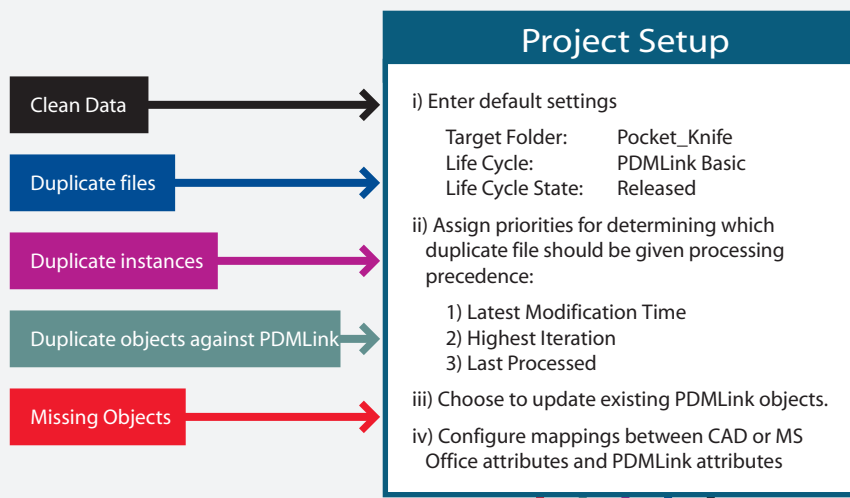 Project Setup
Clean Data
Duplicate files
Duplicate instances
Duplicate objects against PDMLink
Missing Objects
i) Enter default settings
Target Folder: Pocket_Knife
Life Cycle: PDMLink Basic
Life Cycle State: Released
ii) Assign priorities for determining which
duplicate file should be given processing
precedence:
1) Latest Modification Time
2) Highest Iteration
3) Last Processed
iii) Choose to update existing PDMLink objects.
iv) Configure mappings between CAD or MS
Office attributes and PDMLink attributes